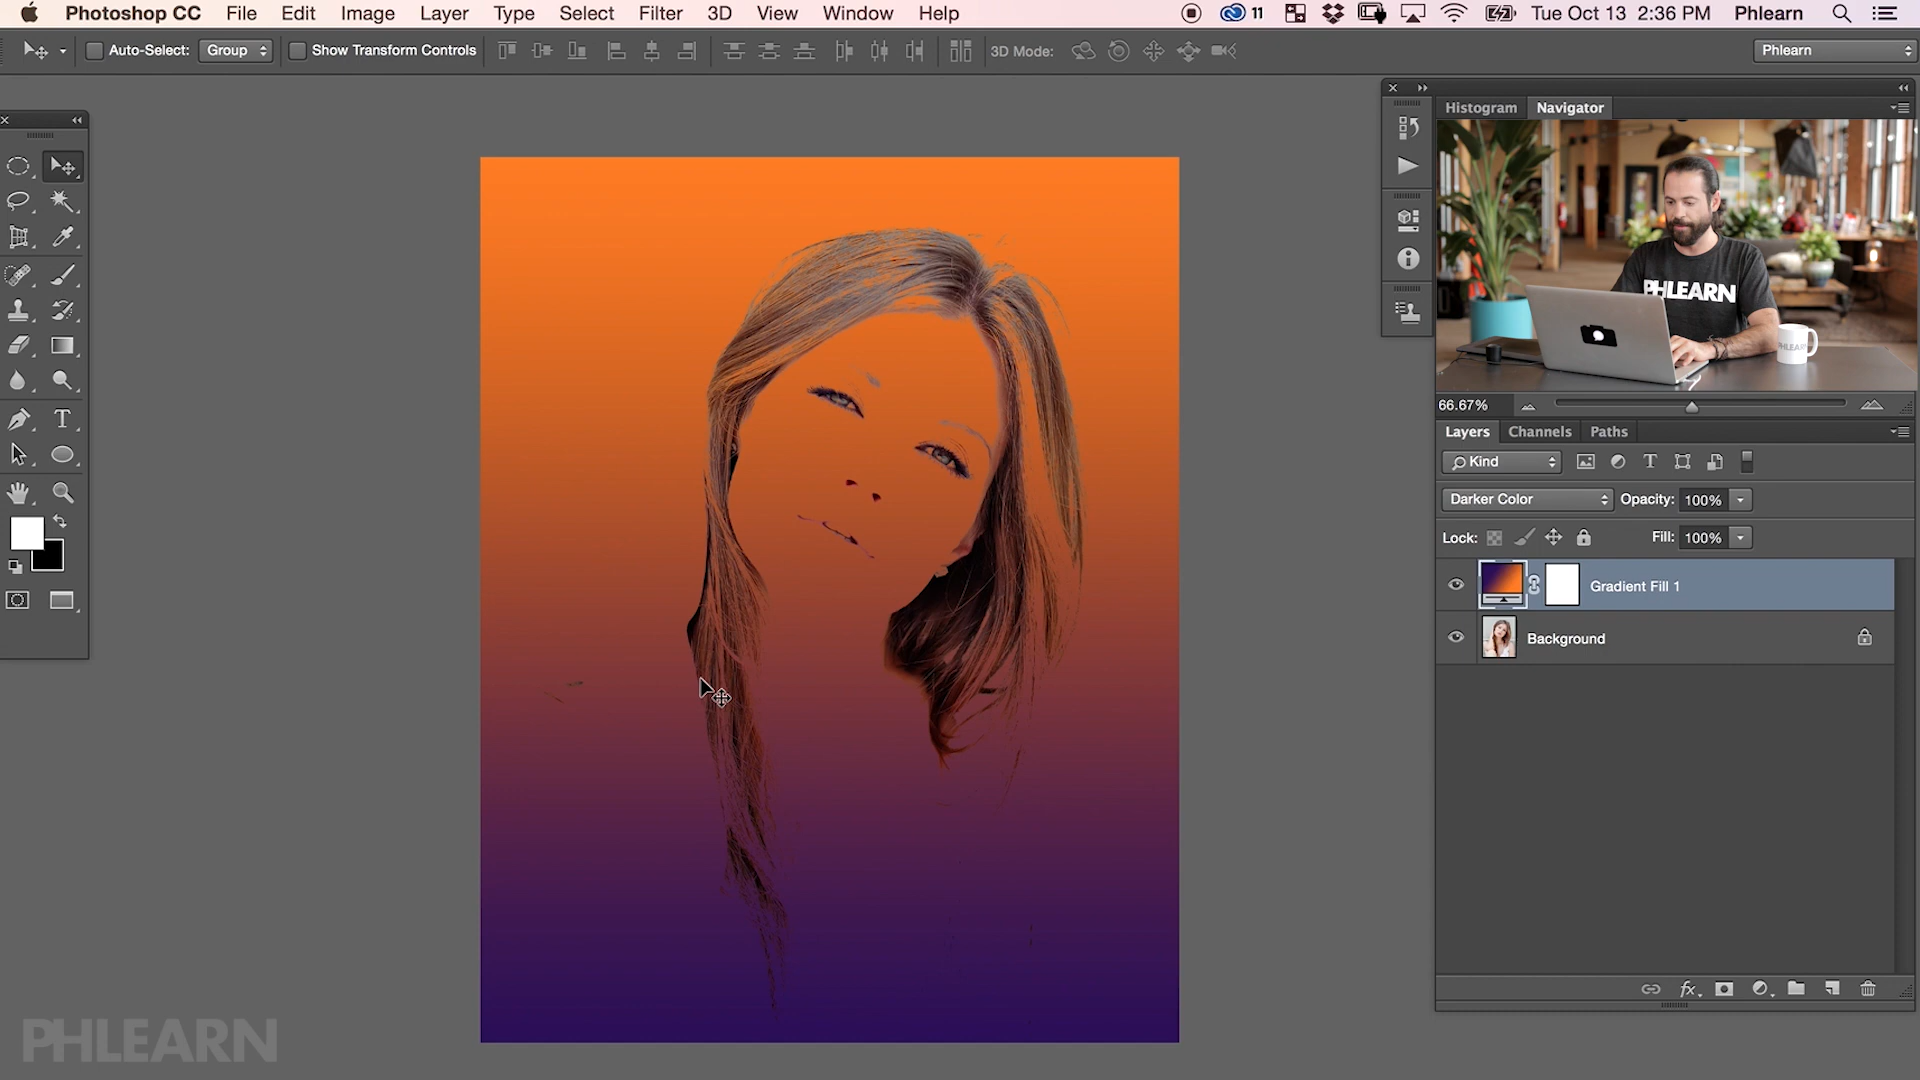 Photoshop CC File Edit Image Layer Type Select Filter 3D View Window Help 11 Tue Oct 13 2:36 PM Phlearn
Auto-Select: Group Show Transform Controls 3D Mode: Phlearn
Histogram Navigator
PHLEARN
PHLEARN
66.67%
Layers Channels Paths
Kind
Darker Color Opacity: 100%
Lock: Fill: 100%
Gradient Fill 1
Background
PHLEARN